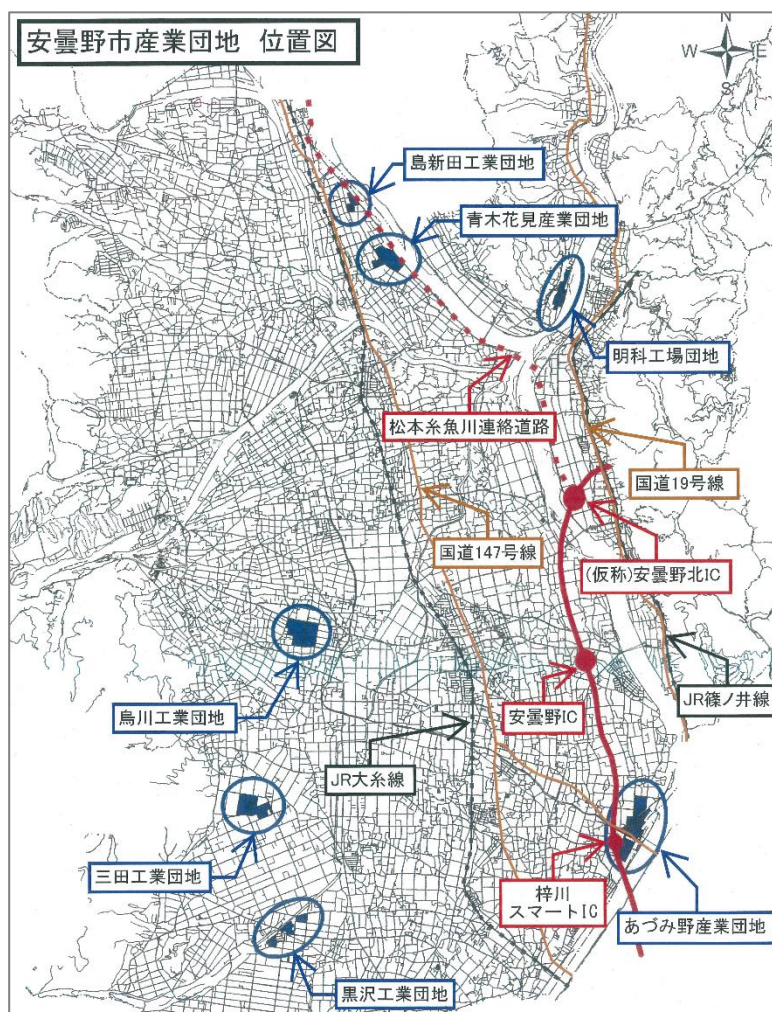 安曇野市産業団地 位置図
N
W
E
S
島新田工業団地
青木花見産業団地
明科工場団地
松本糸魚川連絡道路
国道19号線
国道147号線
(仮称)安曇野北IC
烏川工業団地
安曇野IC
JR篠ノ井線
JR大糸線
三田工業団地
梓川
スマートIC
あづみ野産業団地
黒沢工業団地